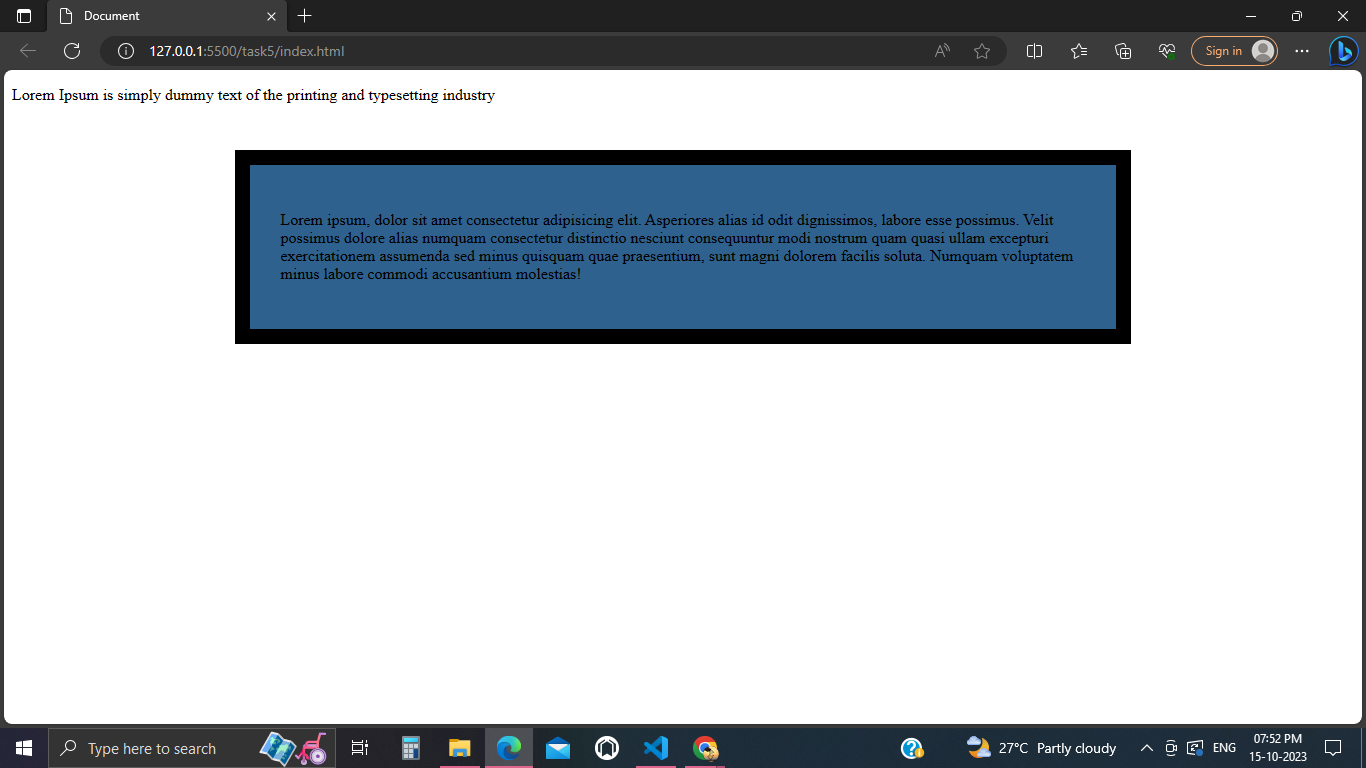 Document
127.0.0.1:5500/task5/index.html
Sign in
Lorem Ipsum is simply dummy text of the printing and typesetting industry
Lorem ipsum, dolor sit amet consectetur adipisicing elit. Asperiores alias id odit dignissimos, labore esse possimus. Velit
possimus dolore alias numquam consectetur distinctio nesciunt consequuntur modi nostrum quam quasi ullam excepturi
exercitationem assumenda sed minus quisquam quae praesentium, sunt magni dolorem facilis soluta. Numquam voluptatem
minus labore commodi accusantium molestias!
Type here to search
27°C Partly cloudy
ENG
07:52 PM
15-10-2023